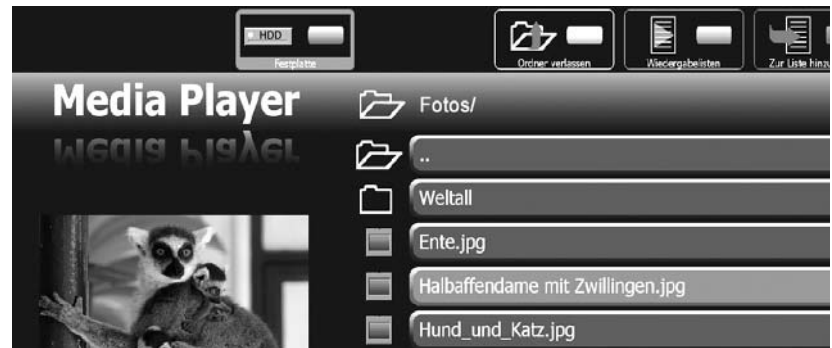 HDD
Festplatte
Ordner verlassen
Wiedergabelisten
Zur Liste hinzu
Media Player
Fotos/
..
Weltall
Ente.jpg
Halbaffendame mit Zwillingen.jpg
Hund_und_Katz.jpg